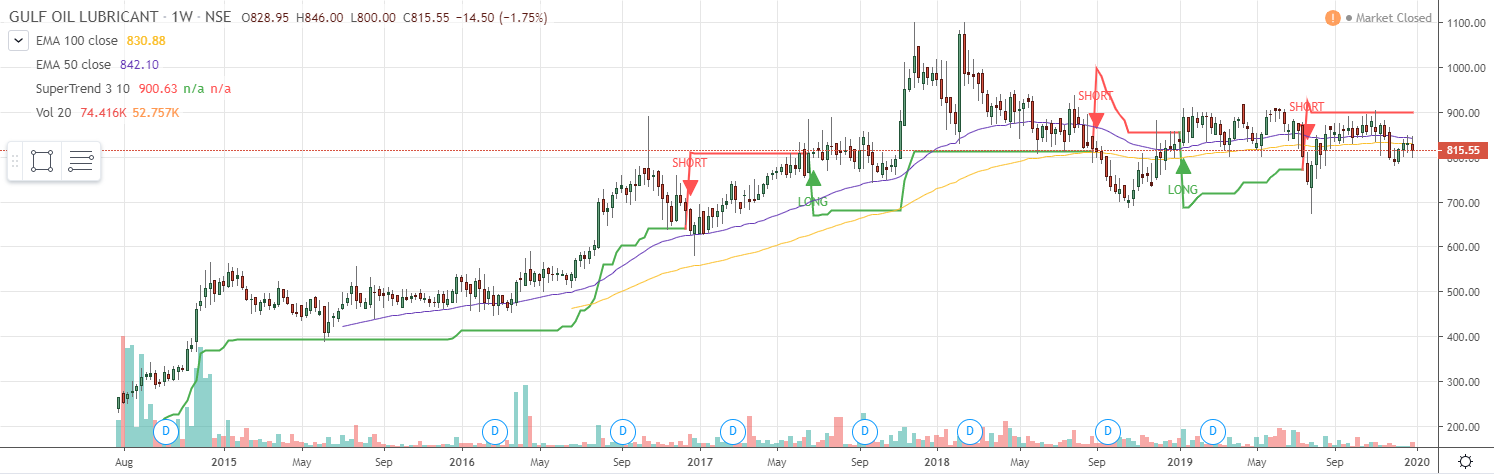 GULF OIL LUBRICANT · 1W · NSE O828.95 H846.00 L800.00 C815.55 −14.50 (−1.75%)
! Market Closed
EMA 100 close 830.88
EMA 50 close 842.10
SuperTrend 3 10 900.63 n/a n/a
Vol 20 74.416K 52.757K
1100.00
1000.00
900.00
815.55
800.00
700.00
600.00
500.00
400.00
300.00
200.00
SHORT
LONG
SHORT
LONG
SHORT
D D D D D D D D
Aug 2015 May Sep 2016 May Sep 2017 May Sep 2018 May Sep 2019 May Sep 2020